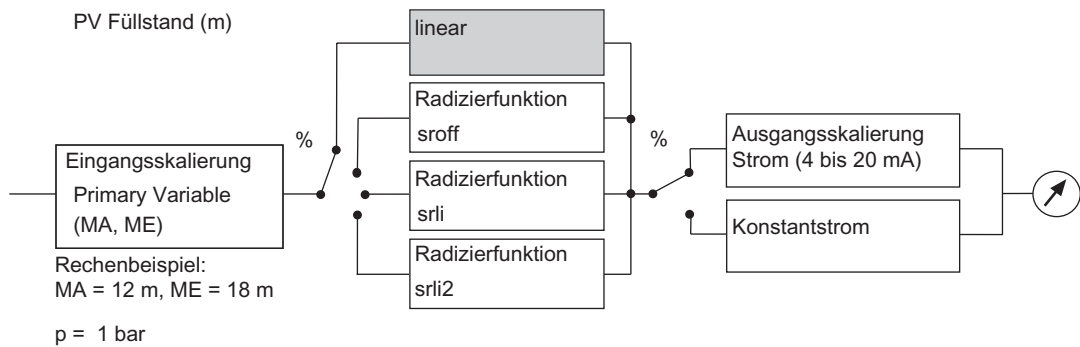 PV Füllstand (m)
linear
Radizierfunktion
sroff
%
%
Ausgangsskalierung
Strom (4 bis 20 mA)
Eingangsskalierung
Primary Variable
(MA, ME)
Radizierfunktion
srli
Konstantstrom
Radizierfunktion
srli2
Rechenbeispiel:
MA = 12 m, ME = 18 m
p = 1 bar